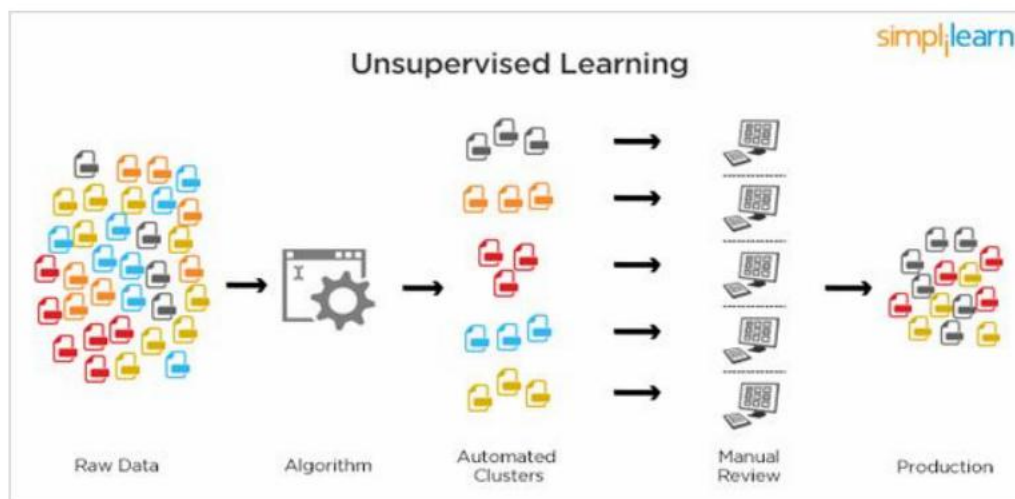 simplilearn
Unsupervised Learning
Raw Data
Algorithm
Automated
Clusters
Manual
Review
Production